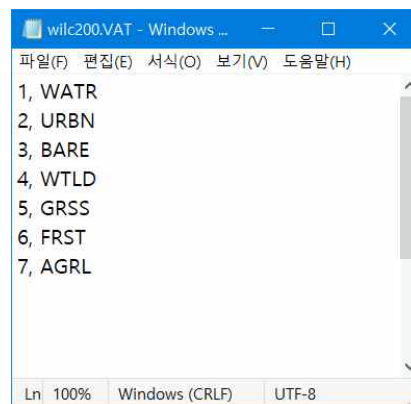 wilc200.VAT - Windows ...
파일(F) 편집(E) 서식(O) 보기(V) 도움말(H)
1, WATR
2, URBN
3, BARE
4, WTLD
5, GRSS
6, FRST
7, AGRL
Ln 100% Windows (CRLF) UTF-8